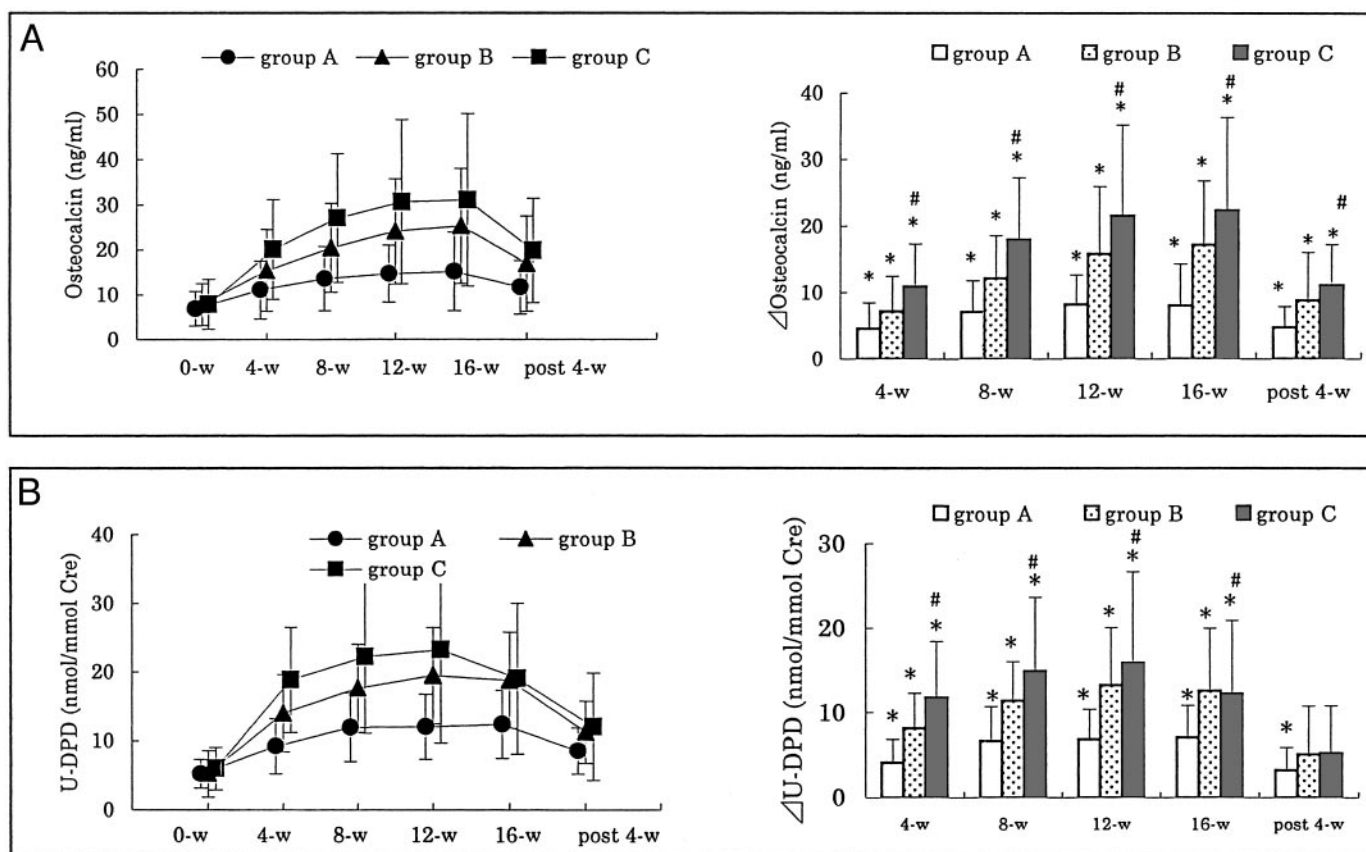 A
group A group B group C
Osteocalcin (ng/ml)
60
50
40
30
20
10
0
0-w 4-w 8-w 12-w 16-w post 4-w
group A group B group C
⊿Osteocalcin (ng/ml)
40
30
20
10
0
* * # *
* * # *
* * # *
* * # *
* * * #
4-w 8-w 12-w 16-w post 4-w
B
group A group B
group C
U-DPD (nmol/mmol Cre)
40
30
20
10
0
0-w 4-w 8-w 12-w 16-w post 4-w
group A group B group C
⊿U-DPD (nmol/mmol Cre)
30
20
10
0
* * # *
* * # *
* * # *
* * # *
*
4-w 8-w 12-w 16-w post 4-w